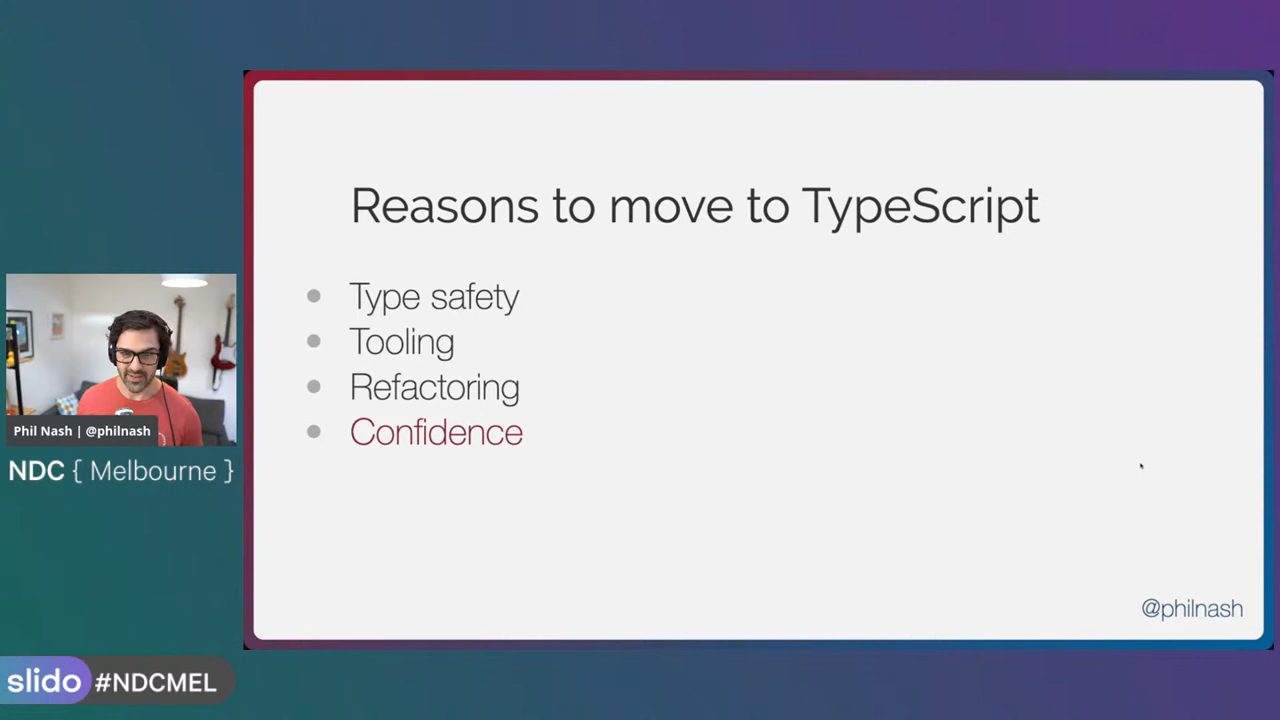 Reasons to move to TypeScript
Type safety
Tooling
Refactoring
Confidence
@philnash
Phil Nash | @philnash
NDC { Melbourne }
slido #NDCMEL